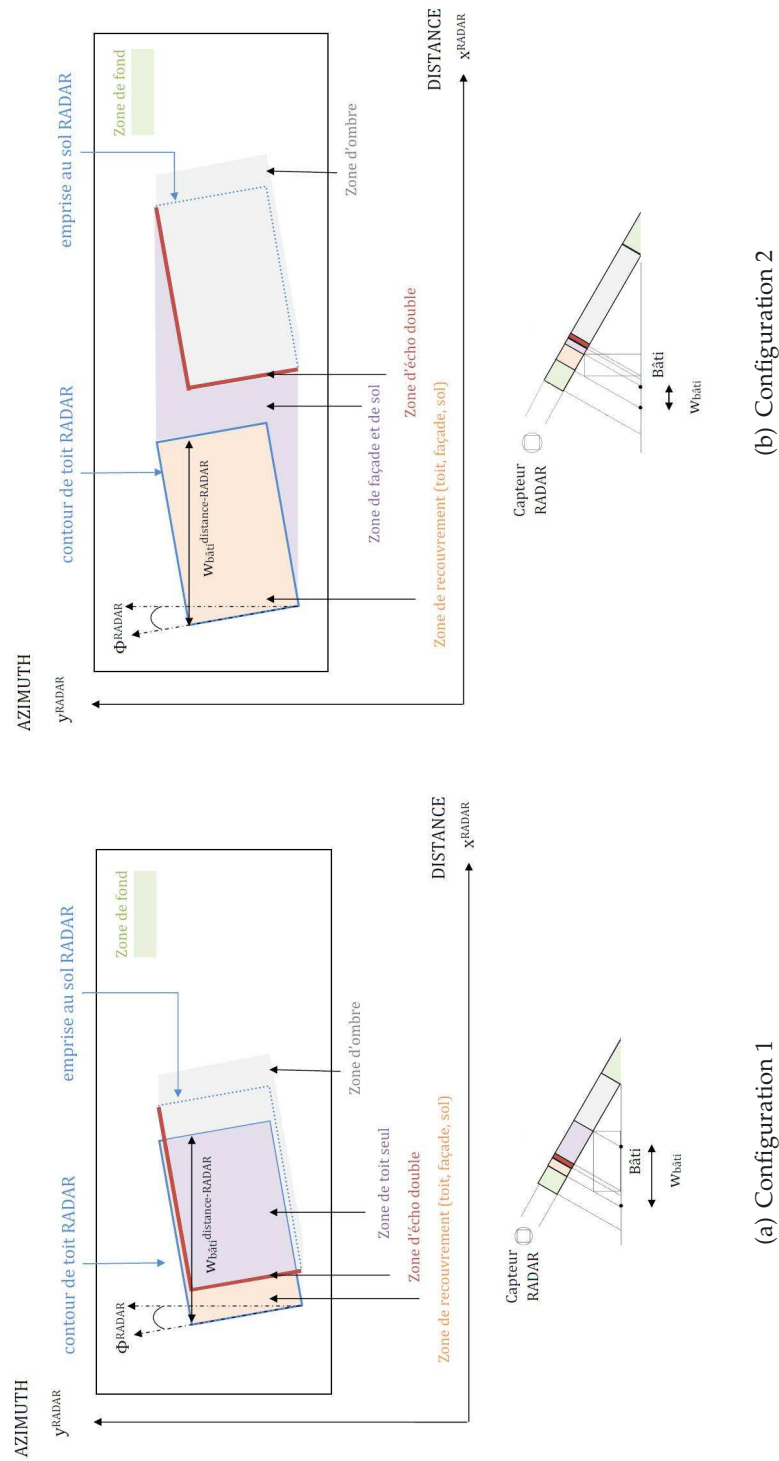 AZIMUTH
y^RADAR
contour de toit RADAR
emprise au sol RADAR
Zone de fond
Φ^RADAR
w_bâti^distance-RADAR
Zone d'ombre
Zone de toit seul
Zone d'écho double
Zone de recouvrement (toit, façade, sol)
DISTANCE
x^RADAR
Capteur
RADAR
Bâti
w_bâti
(a) Configuration 1
AZIMUTH
y^RADAR
contour de toit RADAR
emprise au sol RADAR
Zone de fond
Φ^RADAR
w_bâti^distance-RADAR
Zone d'ombre
Zone d'écho double
Zone de façade et de sol
Zone de recouvrement (toit, façade, sol)
DISTANCE
x^RADAR
Capteur
RADAR
Bâti
w_bâti
(b) Configuration 2